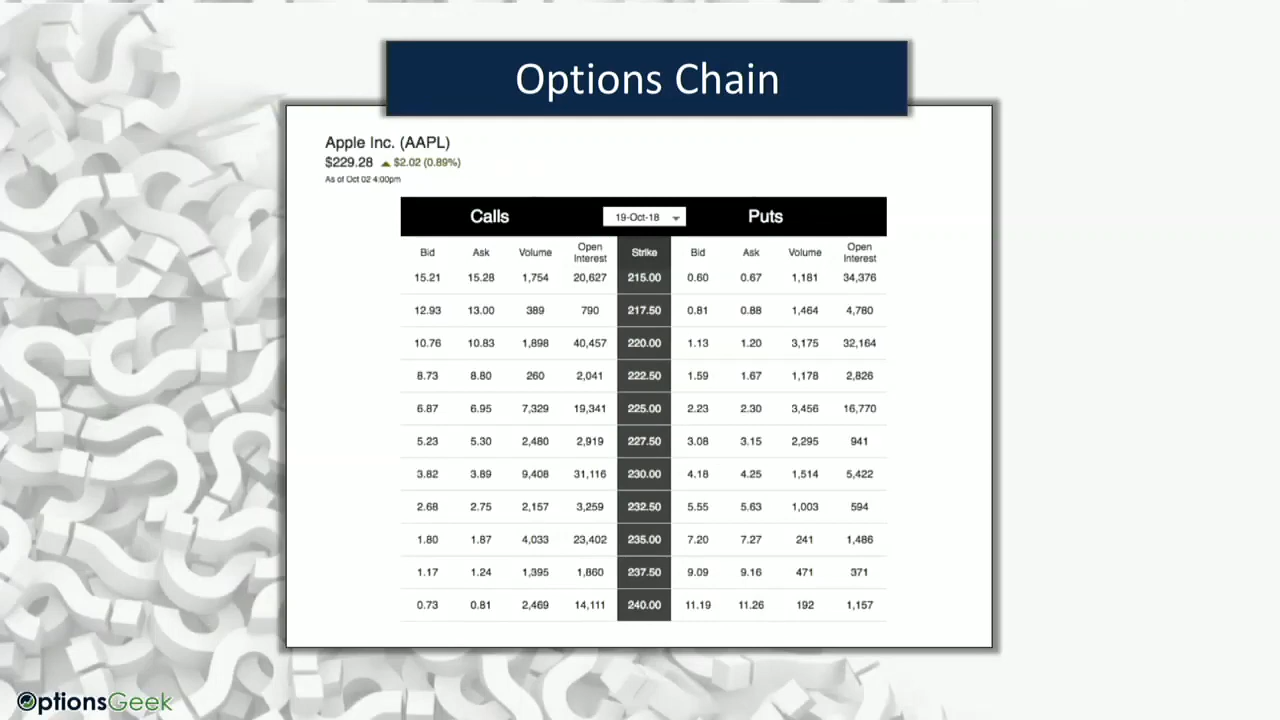 Options Chain
Apple Inc. (AAPL)
$229.28 ▲ $2.02 (0.89%)
As of Oct 02 4:00pm
Calls 19-Oct-18 Puts
Bid Ask Volume Open Interest Strike Bid Ask Volume Open Interest
15.21 15.28 1,754 20,627 215.00 0.60 0.67 1,181 34,376
12.93 13.00 389 790 217.50 0.81 0.88 1,464 4,780
10.76 10.83 1,898 40,457 220.00 1.13 1.20 3,175 32,164
8.73 8.80 260 2,041 222.50 1.59 1.67 1,178 2,826
6.87 6.95 7,329 19,341 225.00 2.23 2.30 3,456 16,770
5.23 5.30 2,480 2,919 227.50 3.08 3.15 2,295 941
3.82 3.89 9,408 31,116 230.00 4.18 4.25 1,514 5,422
2.68 2.75 2,157 3,259 232.50 5.55 5.63 1,003 594
1.80 1.87 4,033 23,402 235.00 7.20 7.27 241 1,486
1.17 1.24 1,395 1,860 237.50 9.09 9.16 471 371
0.73 0.81 2,469 14,111 240.00 11.19 11.26 192 1,157
OptionsGeek